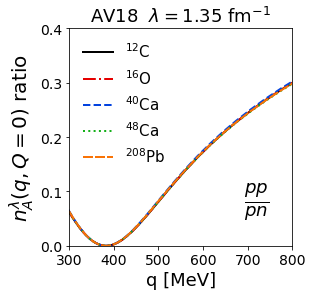 AV18 λ = 1.35 fm⁻¹
0.4
0.3
0.2
0.1
0.0
n_A^λ(q, Q = 0) ratio
¹²C
¹⁶O
⁴⁰Ca
⁴⁸Ca
²⁰⁸Pb
pp
pn
300 400 500 600 700 800
q [MeV]